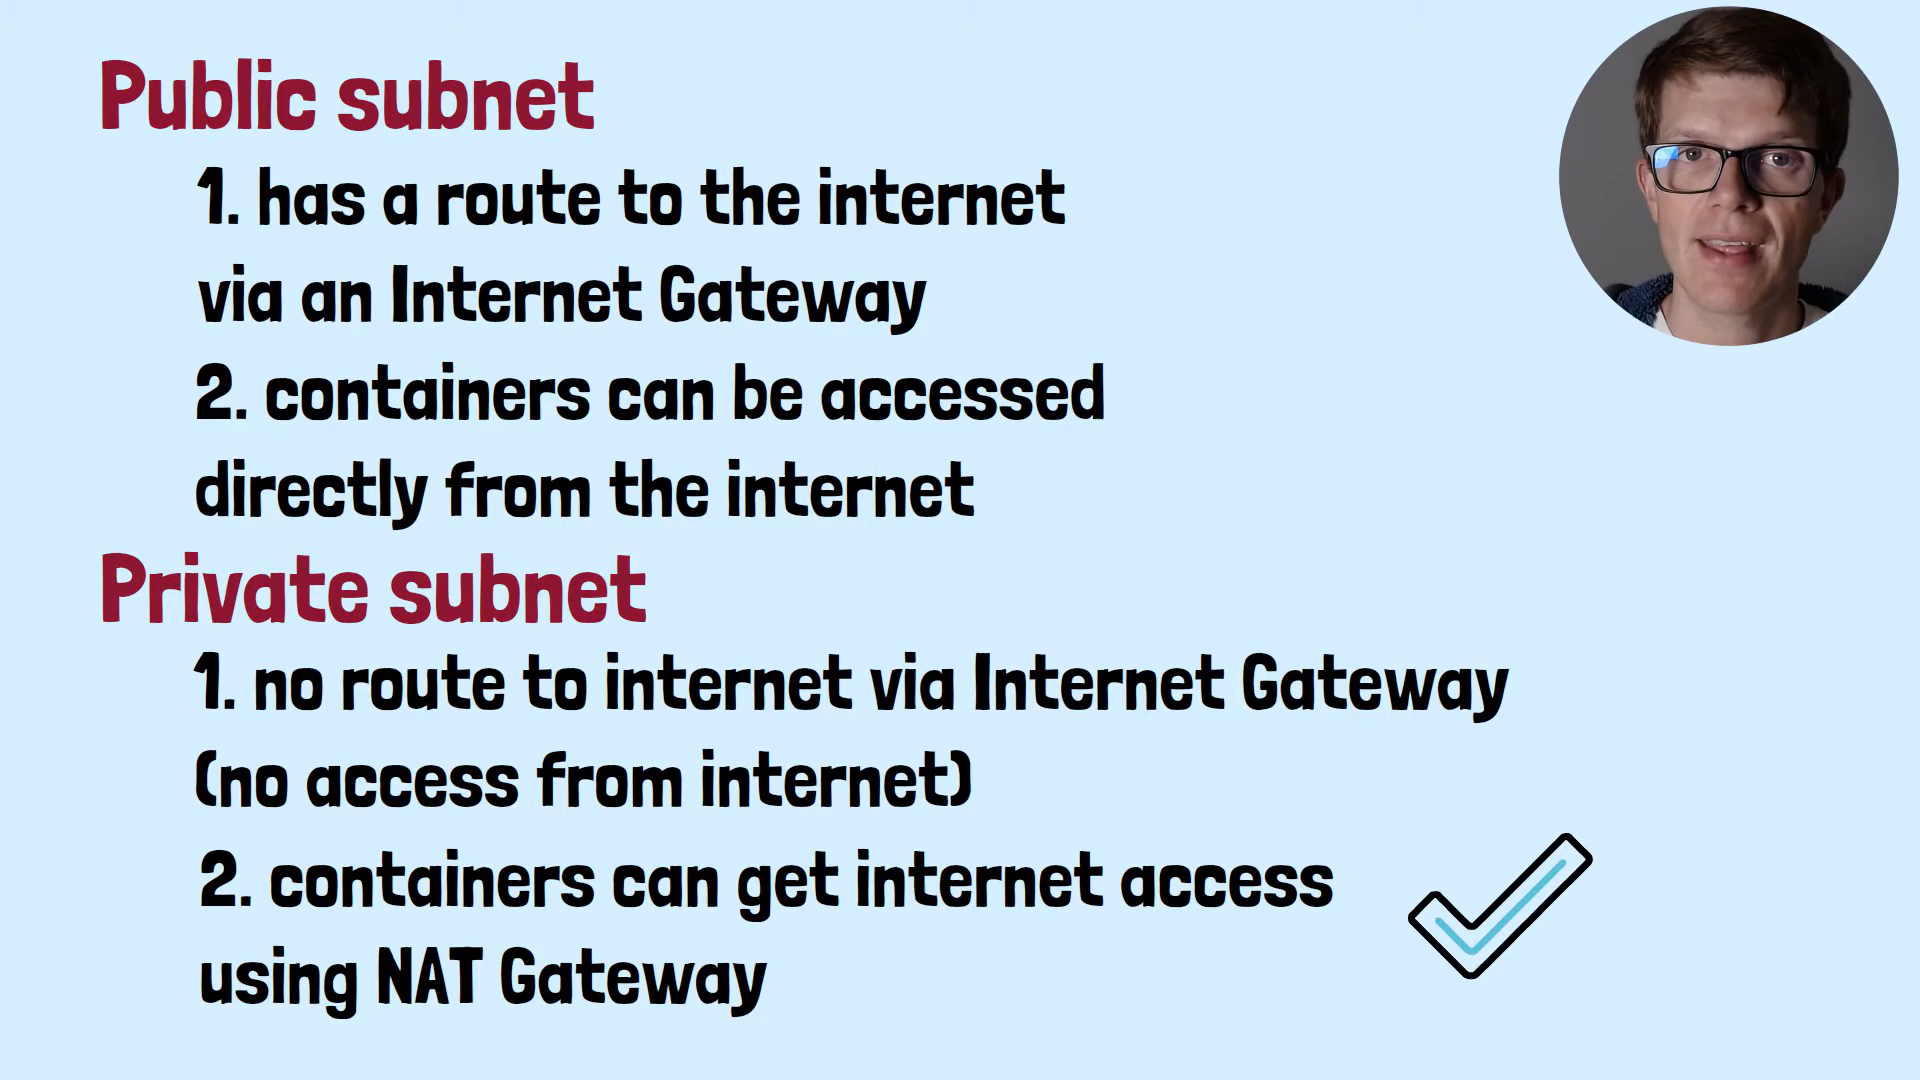 Public subnet
1. has a route to the internet
via an Internet Gateway
2. containers can be accessed
directly from the internet
Private subnet
1. no route to internet via Internet Gateway
(no access from internet)
2. containers can get internet access
using NAT Gateway